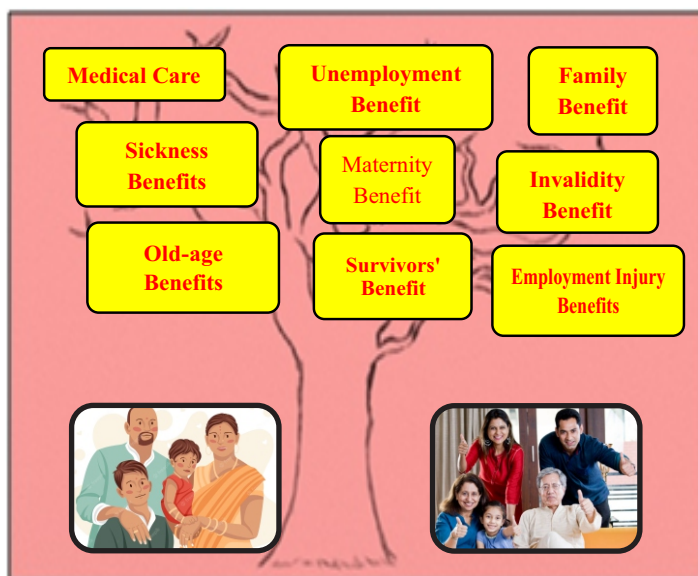 Medical Care
Unemployment
Benefit
Family
Benefit
Sickness
Benefits
Maternity
Benefit
Invalidity
Benefit
Old-age
Benefits
Survivors'
Benefit
Employment Injury
Benefits